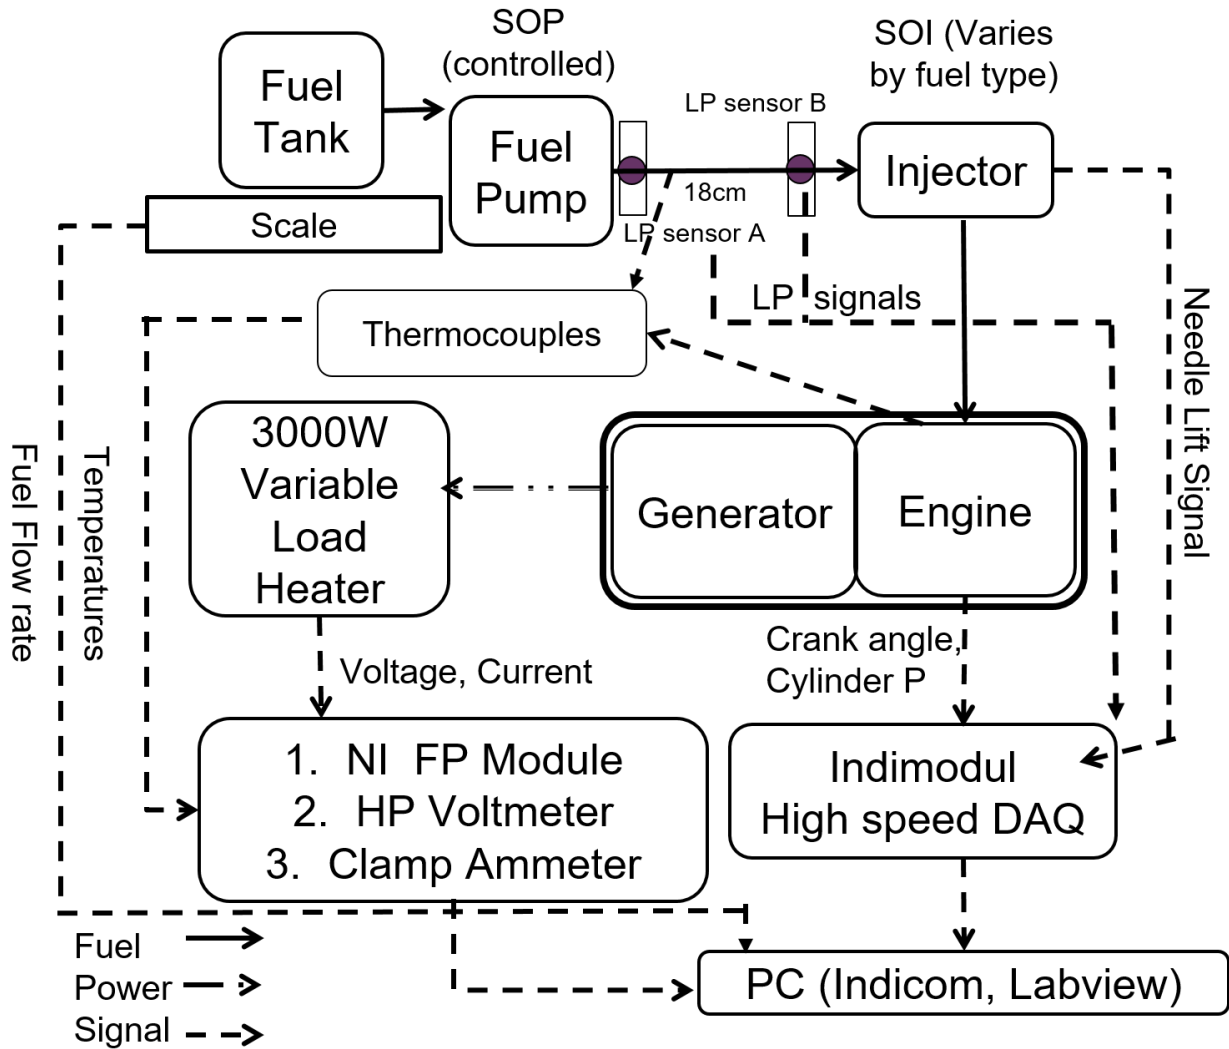 SOP
(controlled)
SOI (Varies
by fuel type)
Fuel
Tank
Fuel
Pump
LP sensor B
Injector
18cm
Scale
LP sensor A
LP signals
Thermocouples
Needle Lift Signal
3000W
Variable
Load
Heater
Generator
Engine
Fuel Flow rate
Temperatures
Crank angle,
Cylinder P
Voltage, Current
1. NI FP Module
2. HP Voltmeter
3. Clamp Ammeter
Indimodul
High speed DAQ
Fuel
Power
Signal
PC (Indicom, Labview)